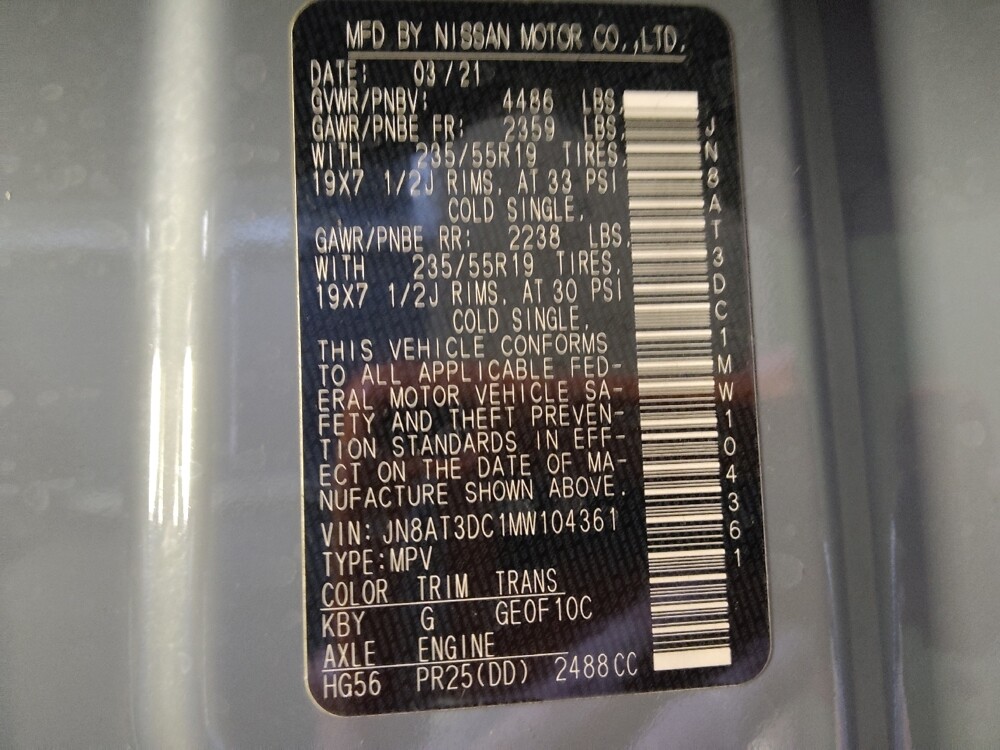 MFD BY NISSAN MOTOR CO.,LTD.
DATE: 03/21
GVWR/PNBV: 4486 LBS.
GAWR/PNBE FR: 2359 LBS.
WITH 235/55R19 TIRES,
19X7 1/2J RIMS, AT 33 PSI
COLD SINGLE.
GAWR/PNBE RR: 2238 LBS.
WITH 235/55R19 TIRES,
19X7 1/2J RIMS, AT 30 PSI
COLD SINGLE.
THIS VEHICLE CONFORMS
TO ALL APPLICABLE FED-
ERAL MOTOR VEHICLE SA-
FETY AND THEFT PREVEN-
TION STANDARDS IN EFF-
ECT ON THE DATE OF MA-
NUFACTURE SHOWN ABOVE.
VIN: JN8AT3DC1MW104361
TYPE:MPV
COLOR TRIM TRANS
KBY G GE0F10C
AXLE ENGINE
HG56 PR25(DD) 2488CC
JN8AT3DC1MW104361